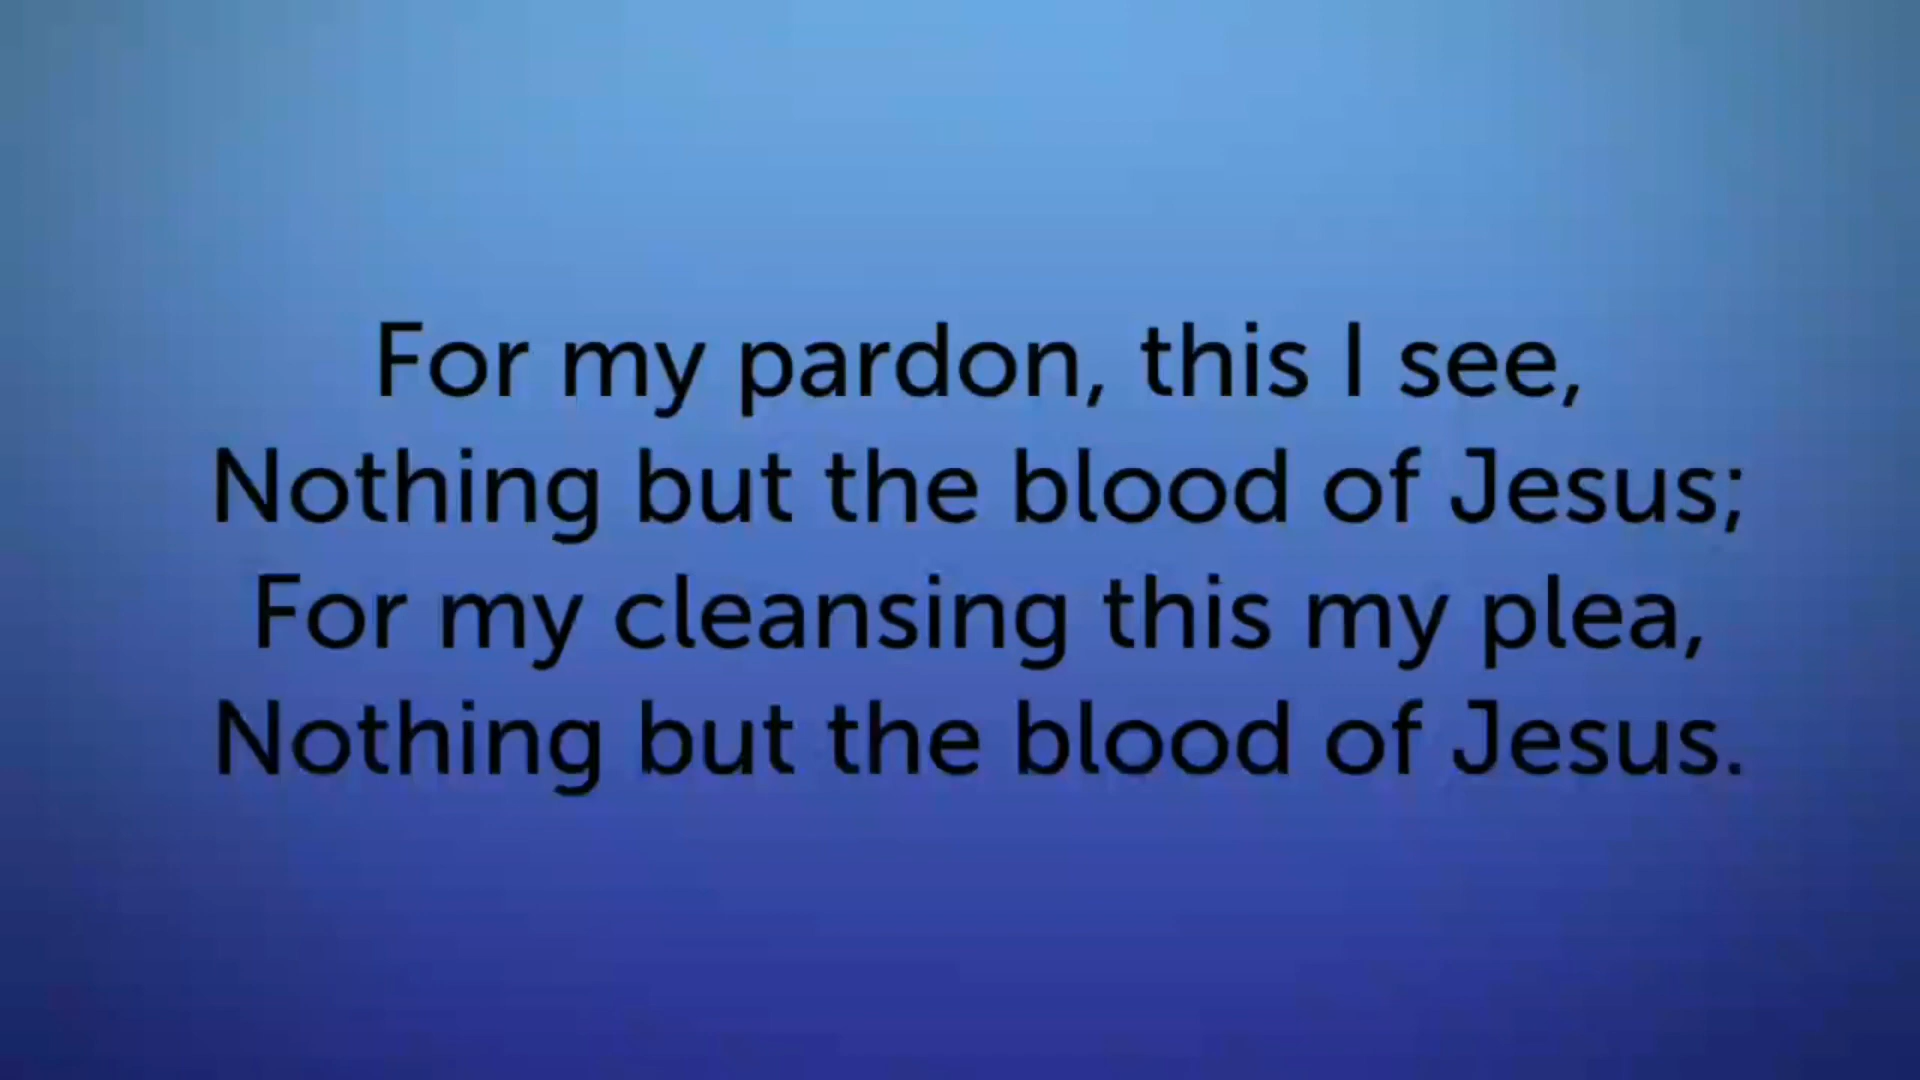 For my pardon, this I see,
Nothing but the blood of Jesus;
For my cleansing this my plea,
Nothing but the blood of Jesus.